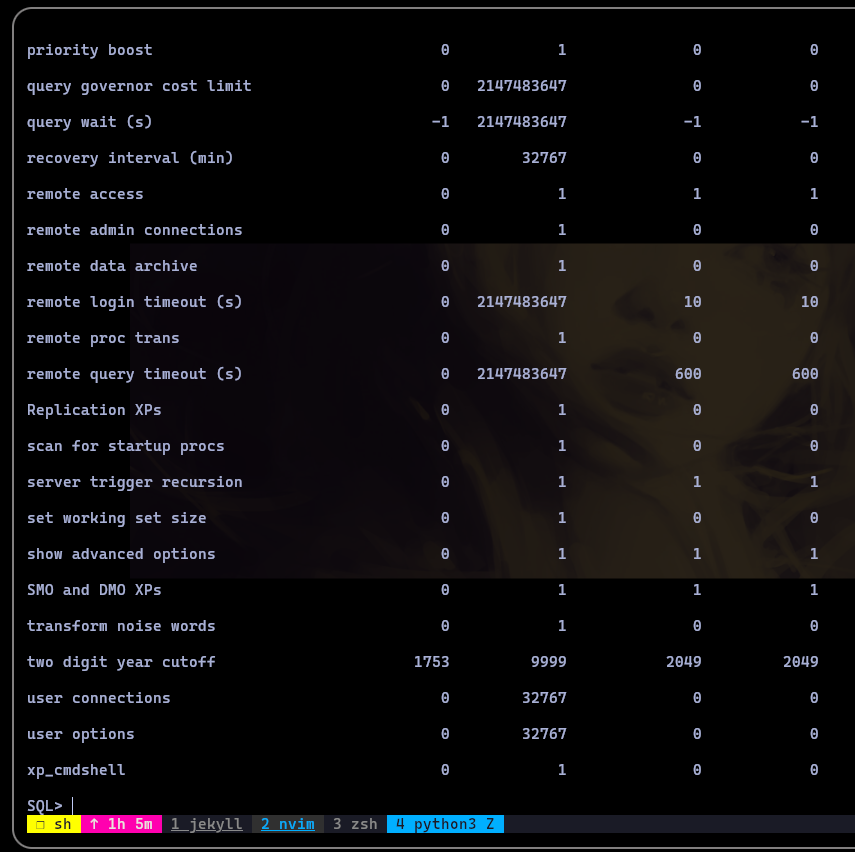 priority boost 0 1 0 0
query governor cost limit 0 2147483647 0 0
query wait (s) -1 2147483647 -1 -1
recovery interval (min) 0 32767 0 0
remote access 0 1 1 1
remote admin connections 0 1 0 0
remote data archive 0 1 0 0
remote login timeout (s) 0 2147483647 10 10
remote proc trans 0 1 0 0
remote query timeout (s) 0 2147483647 600 600
Replication XPs 0 1 0 0
scan for startup procs 0 1 0 0
server trigger recursion 0 1 1 1
set working set size 0 1 0 0
show advanced options 0 1 1 1
SMO and DMO XPs 0 1 1 1
transform noise words 0 1 0 0
two digit year cutoff 1753 9999 2049 2049
user connections 0 32767 0 0
user options 0 32767 0 0
xp_cmdshell 0 1 0 0
SQL>
❐ sh ↑ 1h 5m 1 jekyll 2 nvim 3 zsh 4 python3 Z